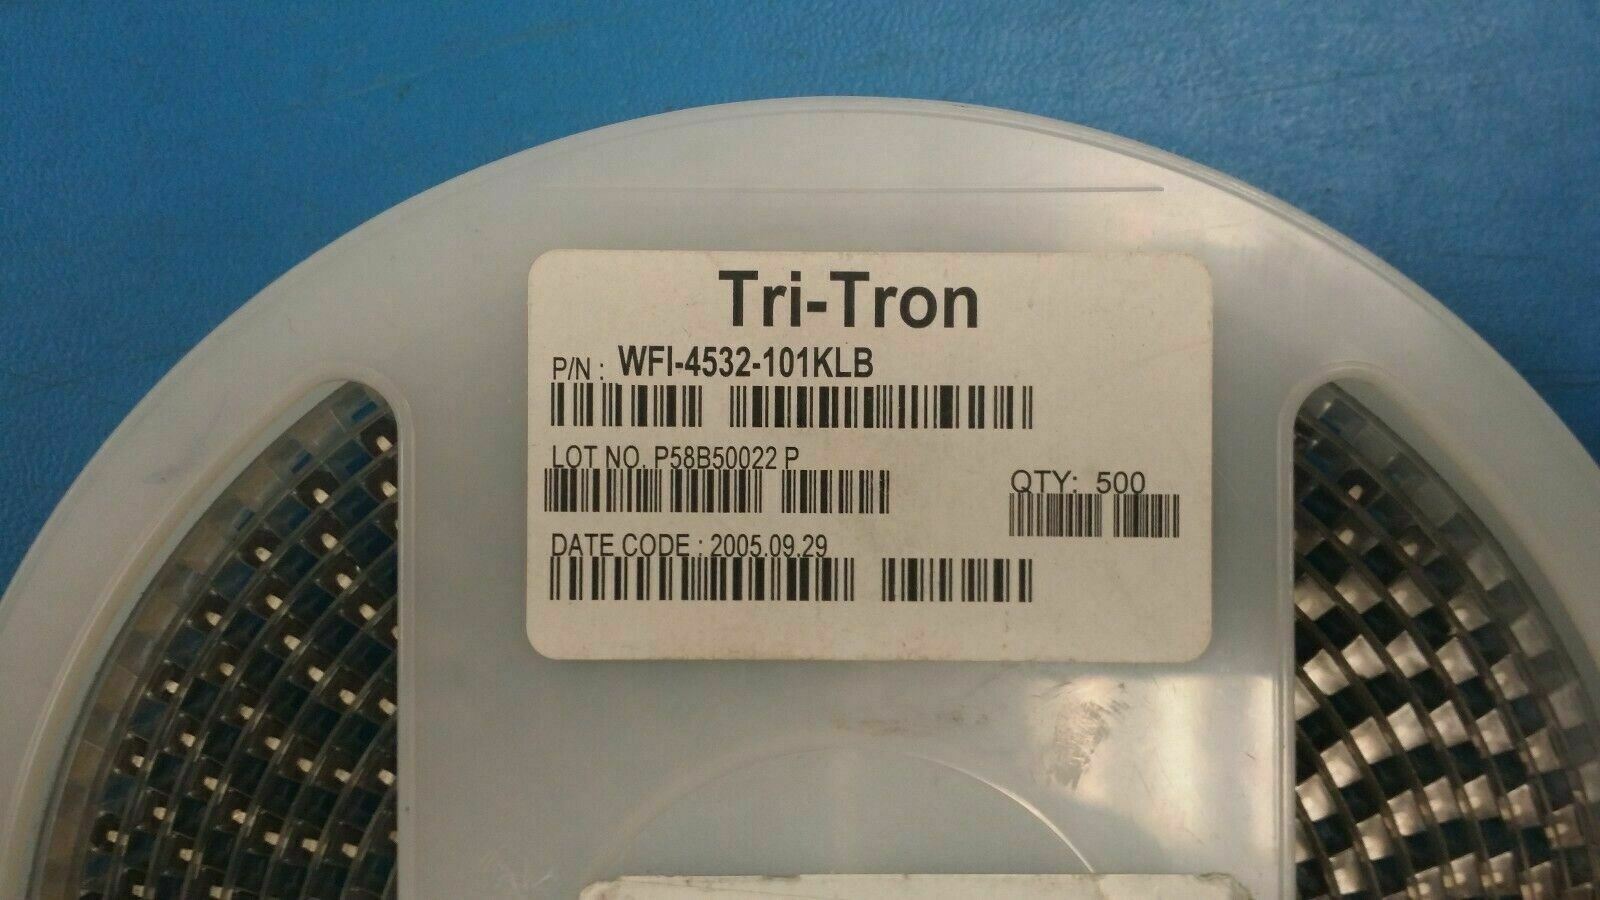 Tri-Tron
P/N : WFI-4532-101KLB
LOT NO. P58B50022 P
QTY: 500
DATE CODE : 2005.09.29